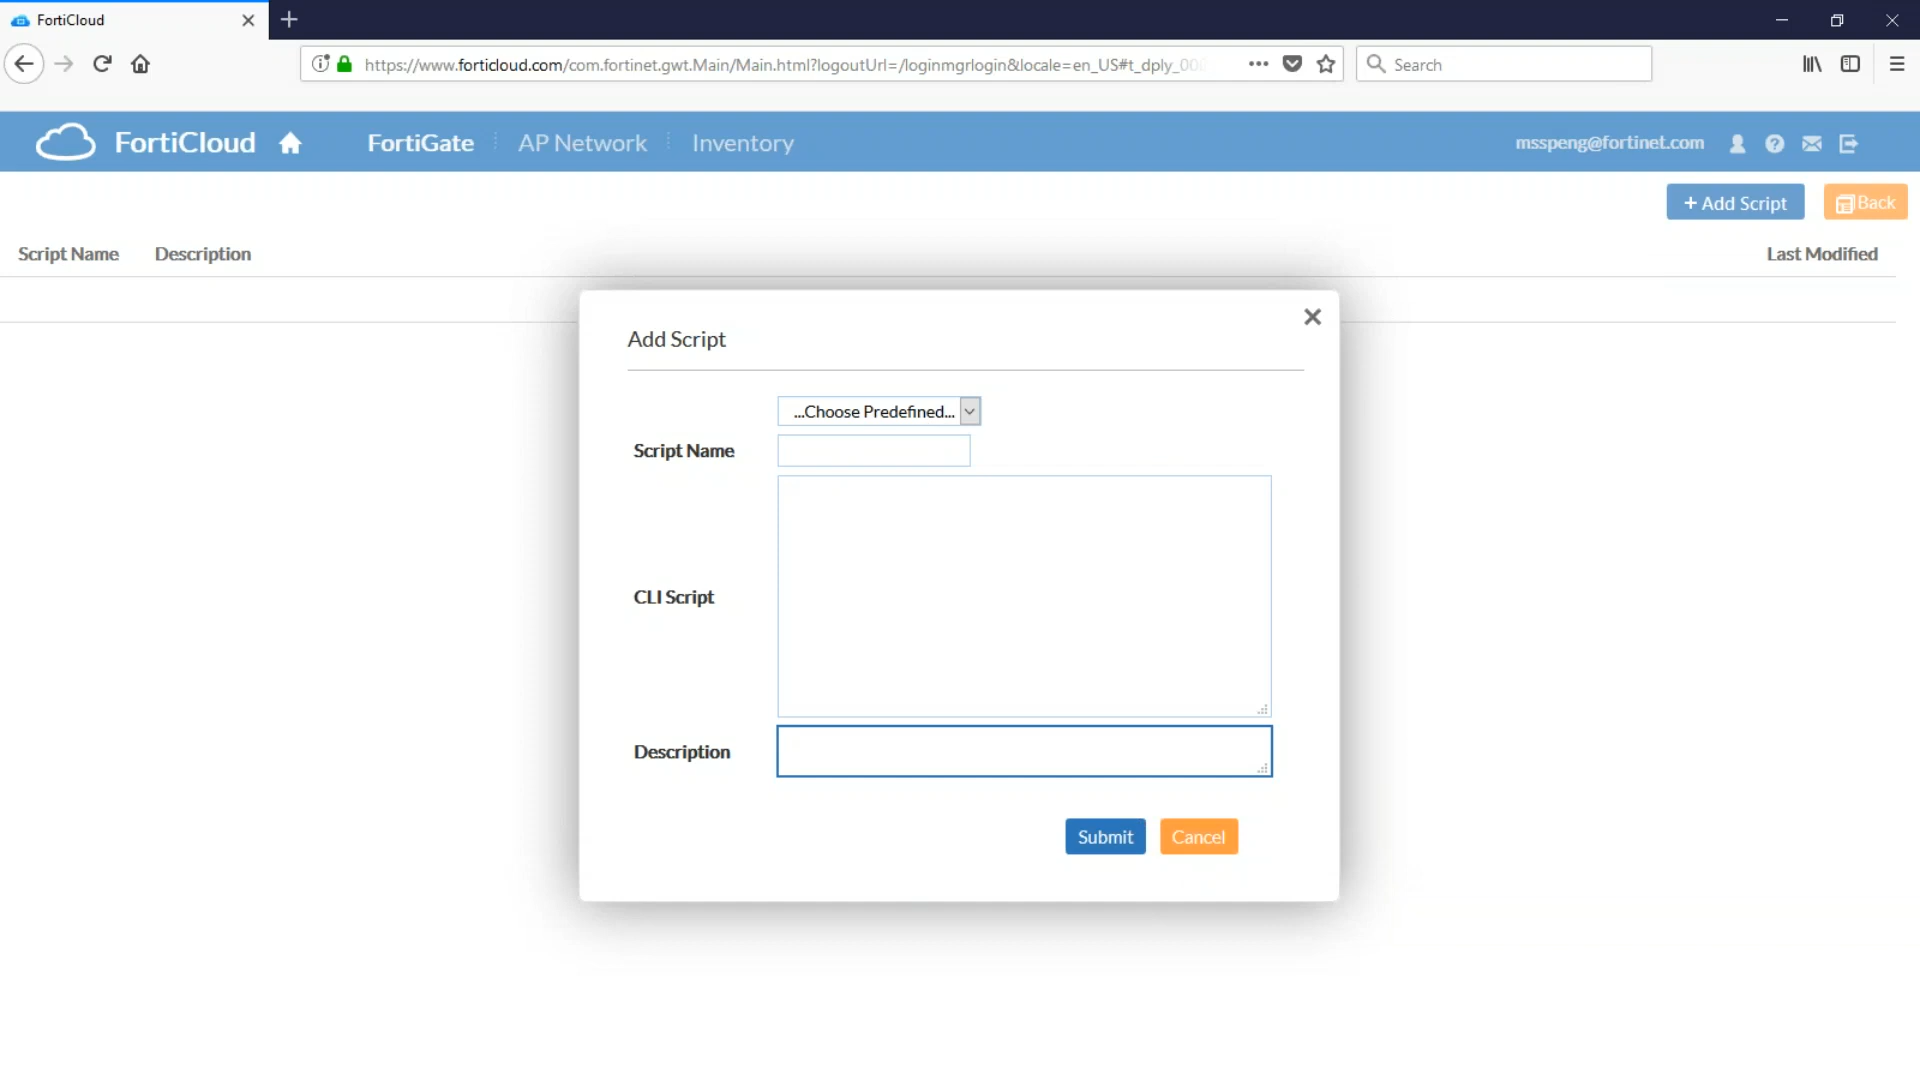 FortiCloud
https://www.forticloud.com/com.fortinet.gwt.Main/Main.html?logoutUrl=/loginmgrlogin&locale=en_US#t_dply_00
Search
FortiCloud FortiGate AP Network Inventory msspeng@fortinet.com
+ Add Script Back
Script Name Description Last Modified
Add Script
...Choose Predefined...
Script Name
CLI Script
Description
Submit Cancel